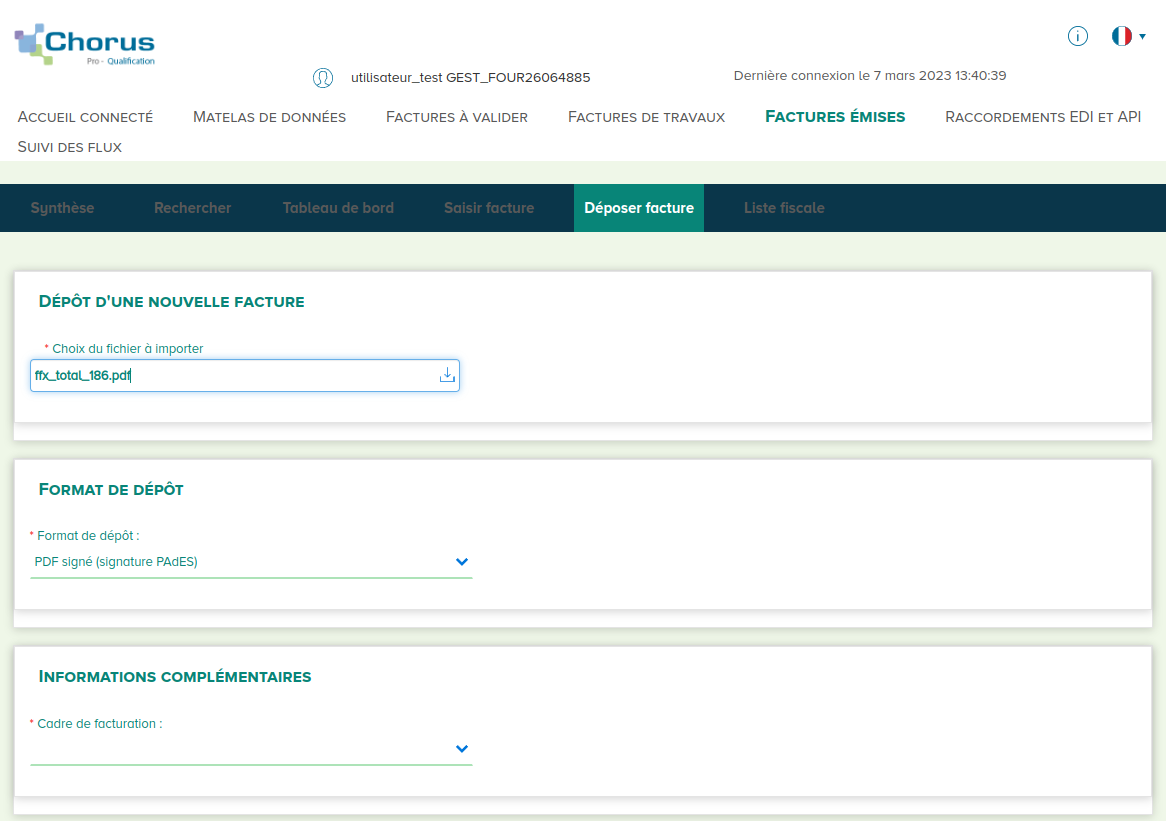 Chorus
Pro - Qualification
utilisateur_test GEST_FOUR26064885
Dernière connexion le 7 mars 2023 13:40:39
ACCUEIL CONNECTÉ MATELAS DE DONNÉES FACTURES À VALIDER FACTURES DE TRAVAUX FACTURES ÉMISES RACCORDEMENTS EDI ET API
SUIVI DES FLUX
Synthèse Rechercher Tableau de bord Saisir facture Déposer facture Liste fiscale
DÉPÔT D'UNE NOUVELLE FACTURE
* Choix du fichier à importer
ffx_total_186.pdf
FORMAT DE DÉPÔT
* Format de dépôt :
PDF signé (signature PAdES)
INFORMATIONS COMPLÉMENTAIRES
* Cadre de facturation :